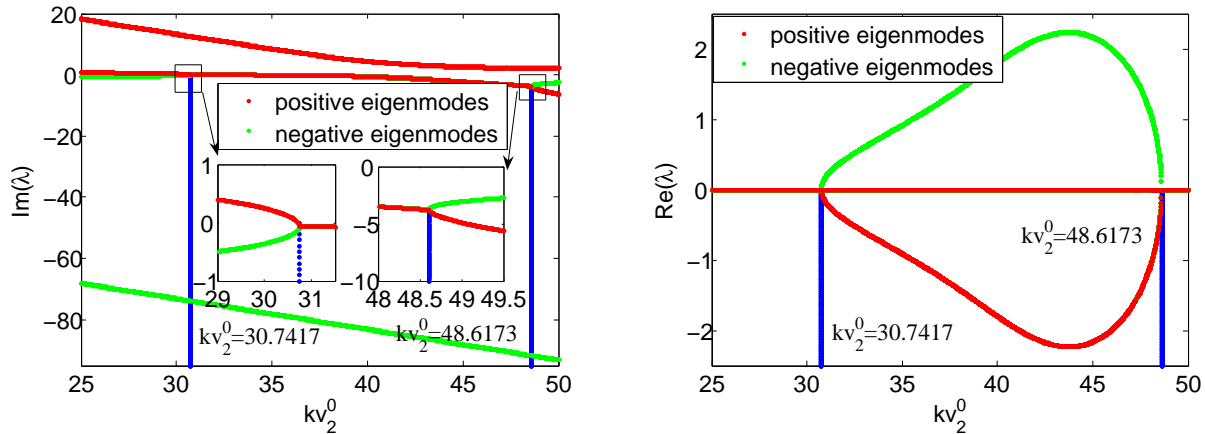 20
0
−20
−40
−60
−80
Im(λ)
positive eigenmodes
negative eigenmodes
1
0
−1
29 30 31
0
−5
−10
48 48.5 49 49.5
kv₂⁰=30.7417
kv₂⁰=48.6173
25 30 35 40 45 50
kv₂⁰
2
1
0
−1
−2
Re(λ)
positive eigenmodes
negative eigenmodes
kv₂⁰=48.6173
kv₂⁰=30.7417
25 30 35 40 45 50
kv₂⁰